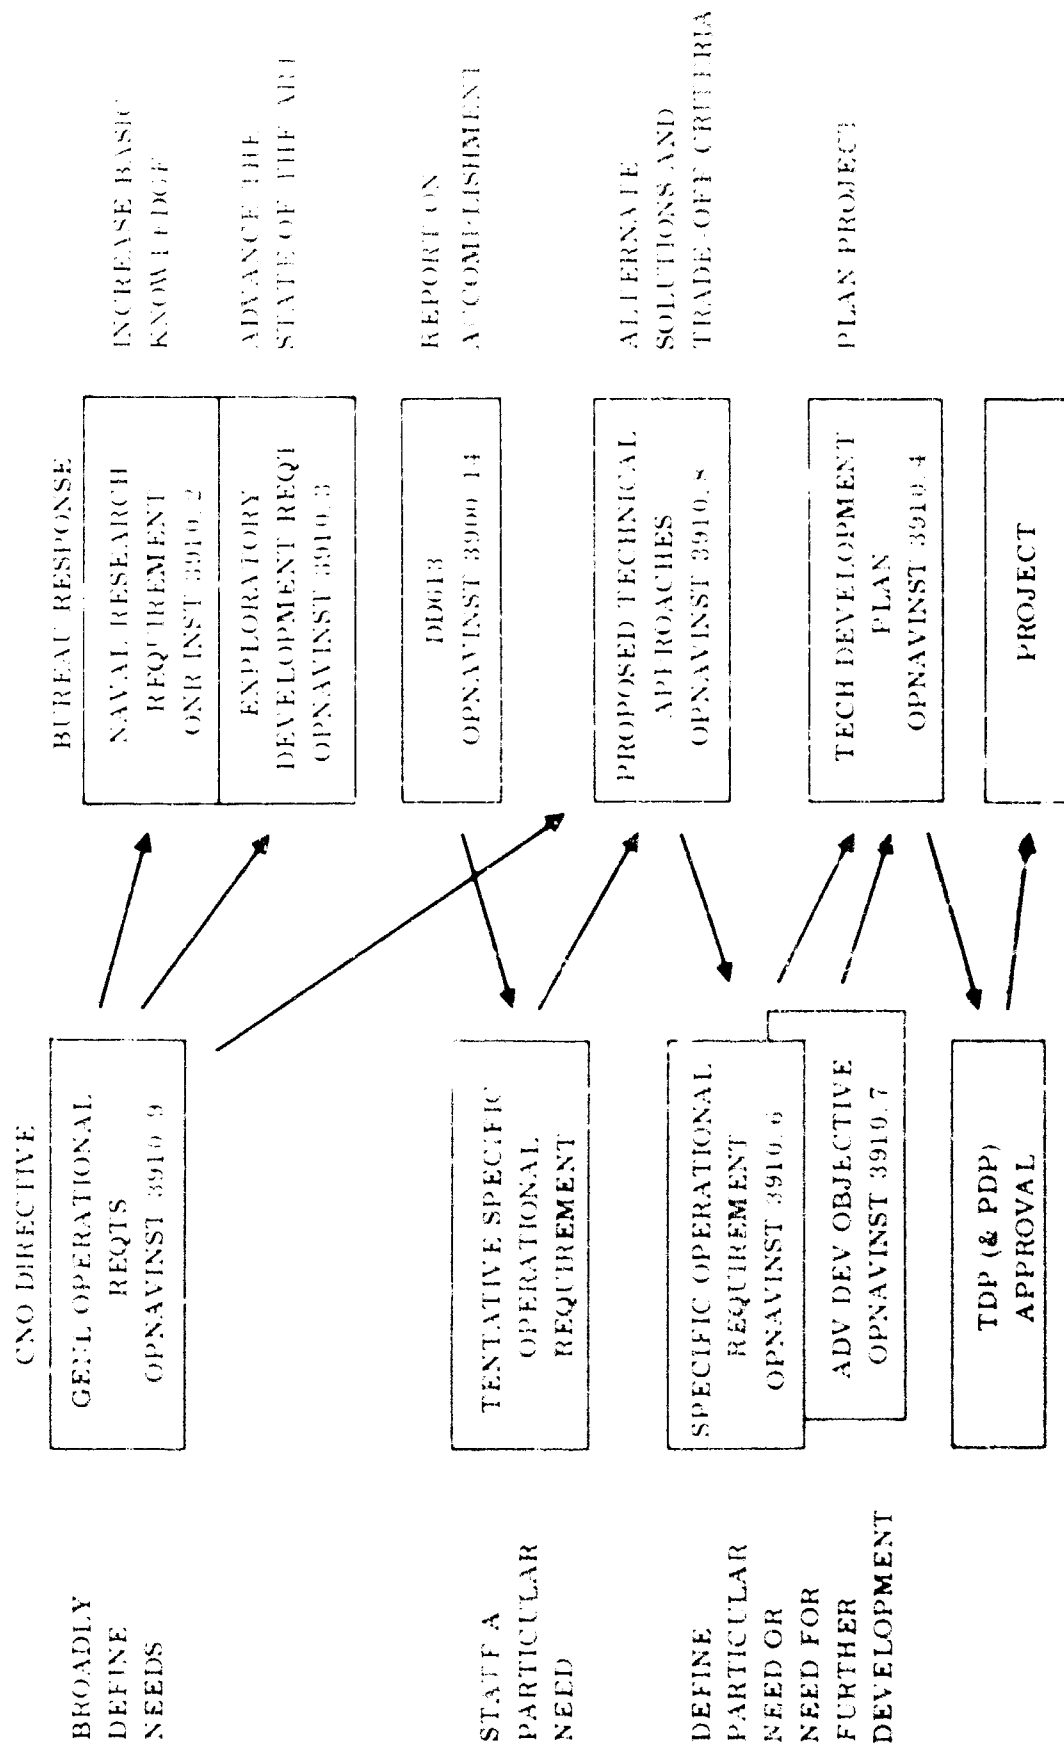 CNO DIRECTIVE
BUREAU RESPONSE
BROADLY
DEFINE
NEEDS
GEN'L OPERATIONAL
REQTS
OPNAVINST 3910.9
NAVAL RESEARCH
REQUIREMENT
ONR INST 3910.2
INCREASE BASIC
KNOWLEDGE
EXPLORATORY
DEVELOPMENT REQT
OPNAVINST 3910.3
ADVANCE THE
STATE OF THE ART
DD613
OPNAVINST 3900.14
REPORT ON
ACCOMPLISHMENT
STATE A
PARTICULAR
NEED
TENTATIVE SPECIFIC
OPERATIONAL
REQUIREMENT
PROPOSED TECHNICAL
APPROACHES
OPNAVINST 3910.8
ALTERNATE
SOLUTIONS AND
TRADE-OFF CRITERIA
DEFINE
PARTICULAR
NEED OR
NEED FOR
FURTHER
DEVELOPMENT
SPECIFIC OPERATIONAL
REQUIREMENT
OPNAVINST 3910.6
ADV DEV OBJECTIVE
OPNAVINST 3910.7
TECH DEVELOPMENT
PLAN
OPNAVINST 3910.4
PLAN PROJECT
TDP (& PDP)
APPROVAL
PROJECT